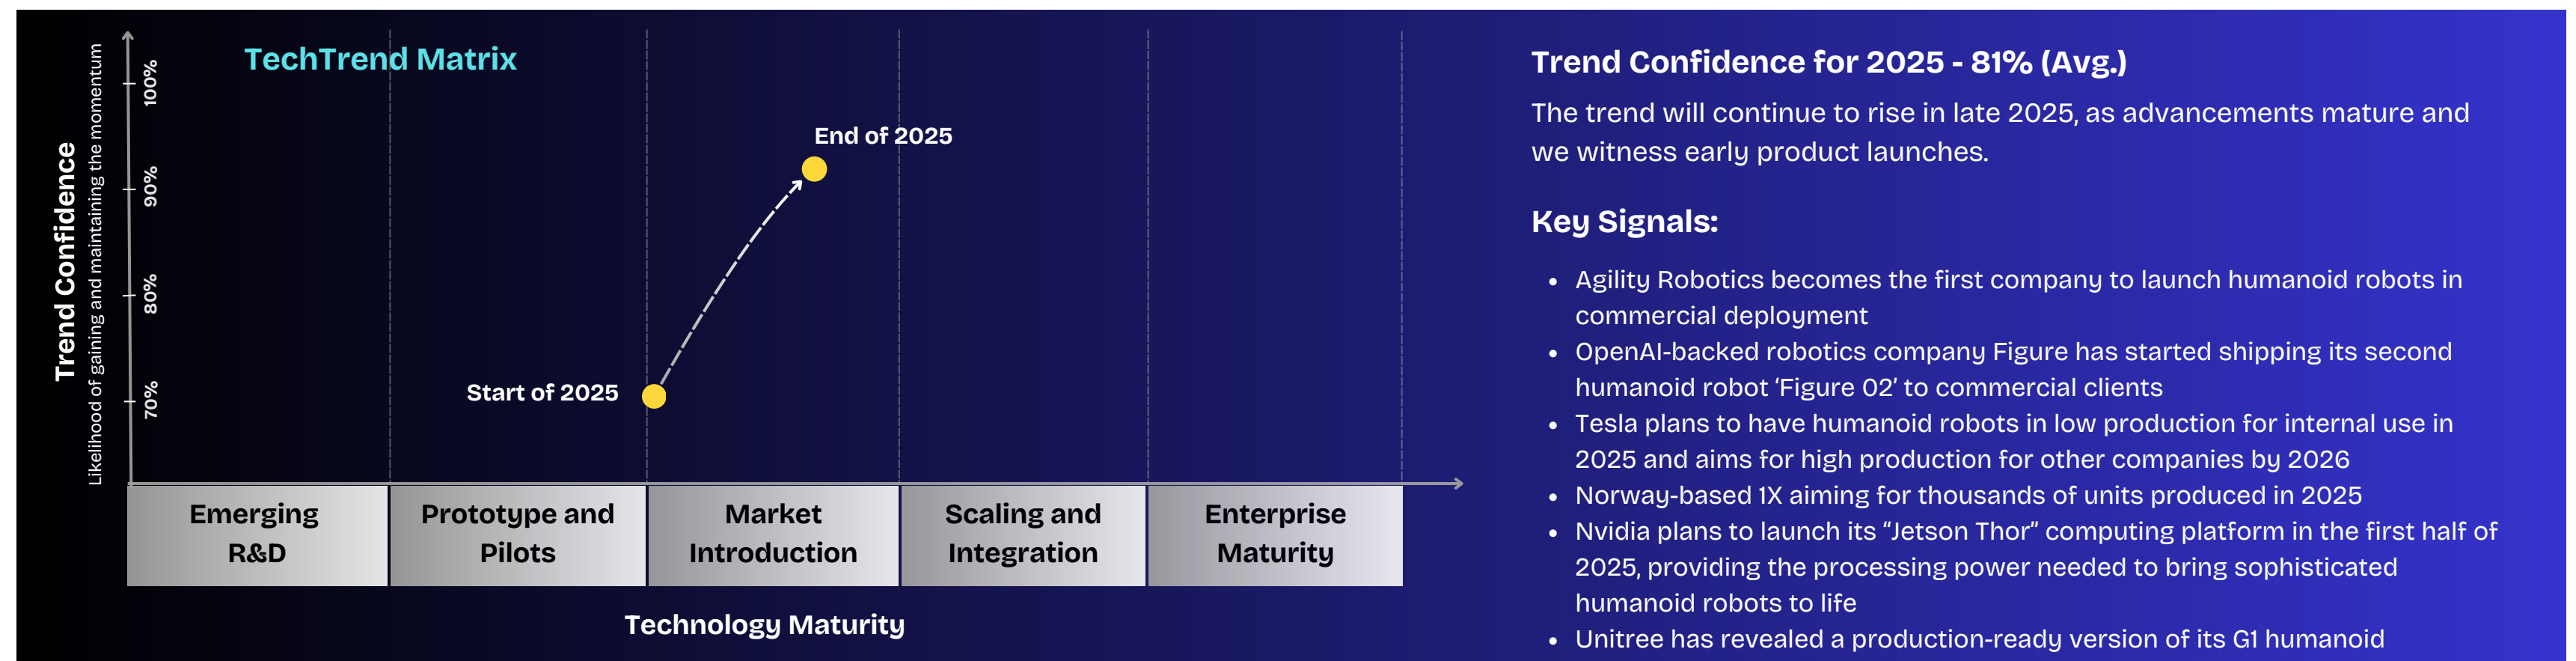 TechTrend Matrix
Trend Confidence
Likelihood of gaining and maintaining the momentum
100%
90%
80%
70%
End of 2025
Start of 2025
Emerging
R&D
Prototype and
Pilots
Market
Introduction
Scaling and
Integration
Enterprise
Maturity
Technology Maturity
Trend Confidence for 2025 - 81% (Avg.)
The trend will continue to rise in late 2025, as advancements mature and
we witness early product launches.
Key Signals:
• Agility Robotics becomes the first company to launch humanoid robots in
commercial deployment
• OpenAI-backed robotics company Figure has started shipping its second
humanoid robot ‘Figure 02’ to commercial clients
• Tesla plans to have humanoid robots in low production for internal use in
2025 and aims for high production for other companies by 2026
• Norway-based 1X aiming for thousands of units produced in 2025
• Nvidia plans to launch its “Jetson Thor” computing platform in the first half of
2025, providing the processing power needed to bring sophisticated
humanoid robots to life
• Unitree has revealed a production-ready version of its G1 humanoid